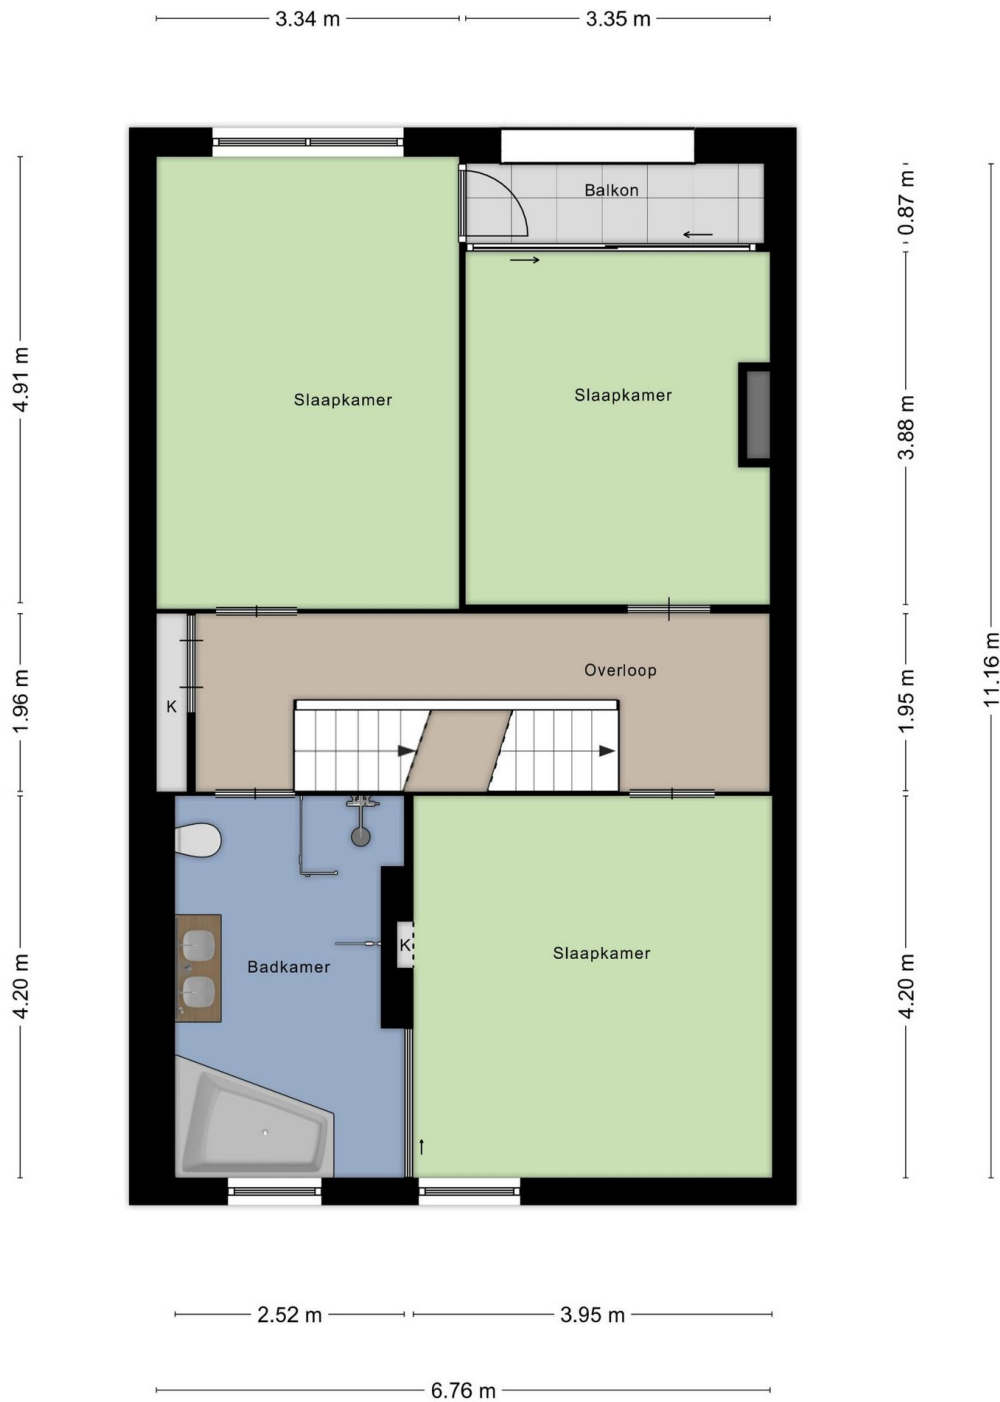 3.34 m
3.35 m
Balkon
0.87 m
4.91 m
Slaapkamer
Slaapkamer
3.88 m
11.16 m
Overloop
1.96 m
K
1.95 m
K
Badkamer
Slaapkamer
4.20 m
4.20 m
2.52 m
3.95 m
6.76 m